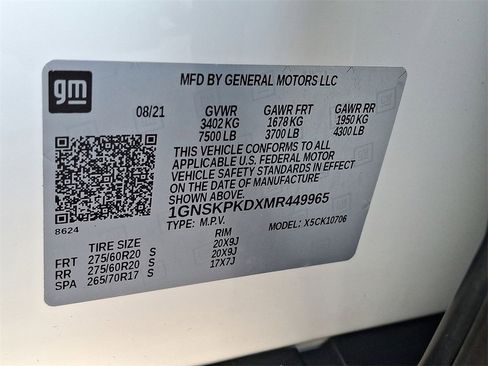 gm
MFD BY GENERAL MOTORS LLC
08/21 GVWR GAWR FRT GAWR RR
3402 KG 1678 KG 1950 KG
7500 LB 3700 LB 4300 LB
THIS VEHICLE CONFORMS TO ALL
APPLICABLE U.S. FEDERAL MOTOR
VEHICLE SAFETY STANDARDS IN EFFECT
ON THE DATE OF MANUFACTURE
1GNSKPKDXMR449965
8624 TYPE: M.P.V. MODEL: X5CK10706
TIRE SIZE RIM
FRT 275/60R20 S 20X9J
RR 275/60R20 S 20X9J
SPA 265/70R17 S 17X7J